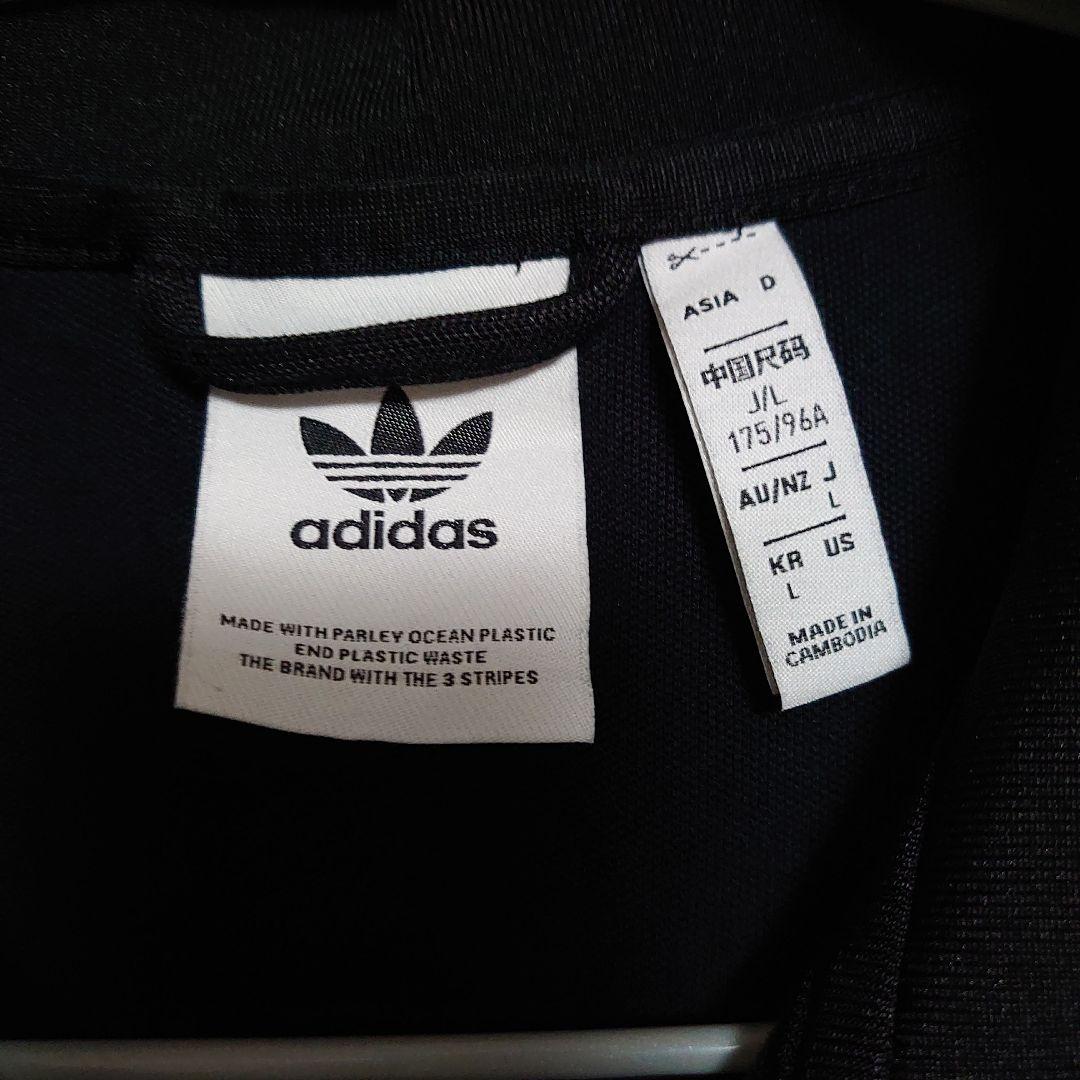 adidas
MADE WITH PARLEY OCEAN PLASTIC
END PLASTIC WASTE
THE BRAND WITH THE 3 STRIPES
ASIA D
中国尺码
J/L
175/96A
AU/NZ J
L
KR US
L
MADE IN
CAMBODIA